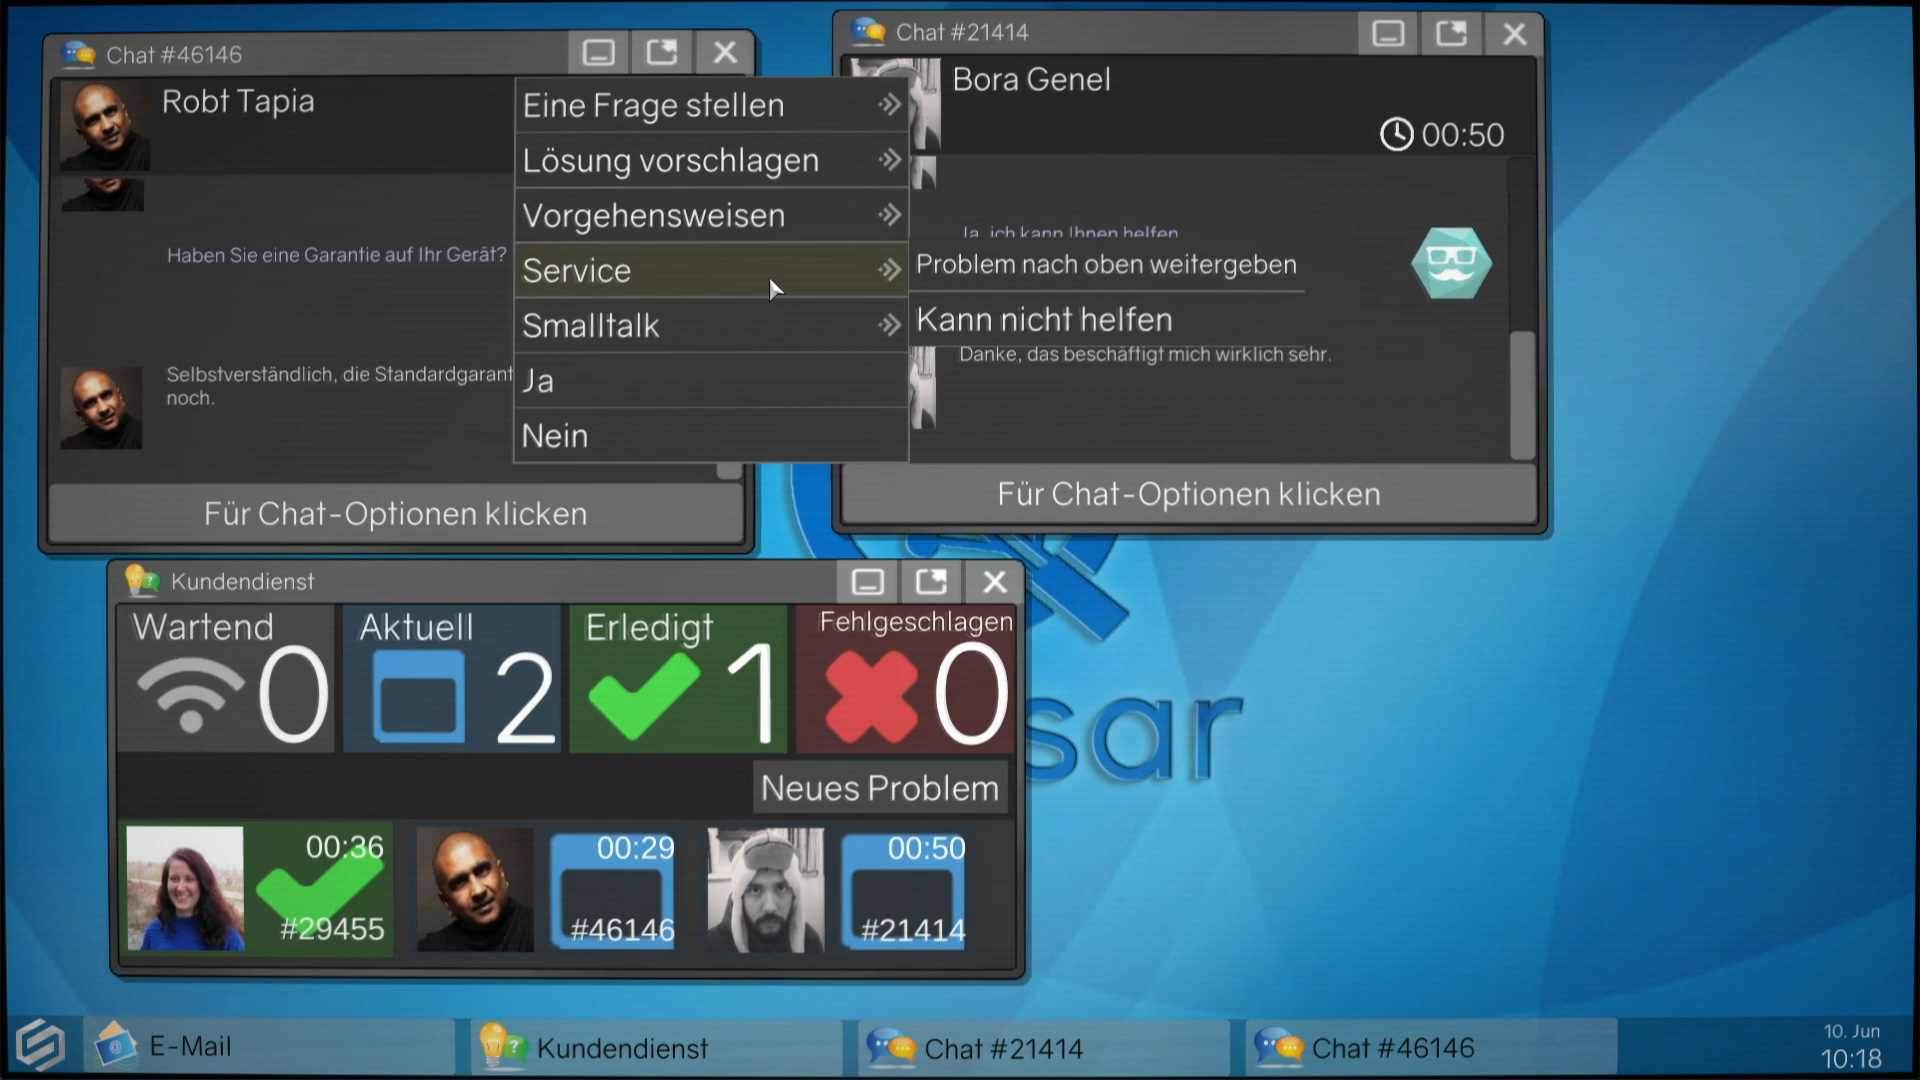 Chat #46146
Robt Tapia
Haben Sie eine Garantie auf Ihr Gerät?
Selbstverständlich, die Standardgarant
noch.
Für Chat-Optionen klicken
Eine Frage stellen
Lösung vorschlagen
Vorgehensweisen
Service
Smalltalk
Ja
Nein
Problem nach oben weitergeben
Kann nicht helfen
Chat #21414
Bora Genel
00:50
Ja, ich kann Ihnen helfen
Danke, das beschäftigt mich wirklich sehr.
Für Chat-Optionen klicken
Kundendienst
Wartend 0
Aktuell 2
Erledigt 1
Fehlgeschlagen 0
Neues Problem
00:36
#29455
00:29
#46146
00:50
#21414
sar
E-Mail
Kundendienst
Chat #21414
Chat #46146
10. Jun
10:18